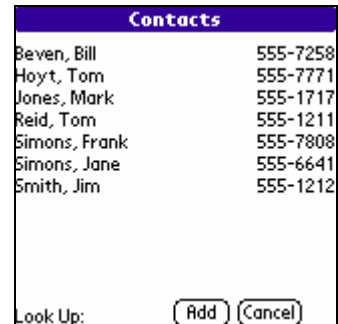 Contacts
Beven, Bill 555-7258
Hoyt, Tom 555-7771
Jones, Mark 555-1717
Reid, Tom 555-1211
Simons, Frank 555-7808
Simons, Jane 555-6641
Smith, Jim 555-1212
Look Up: Add Cancel